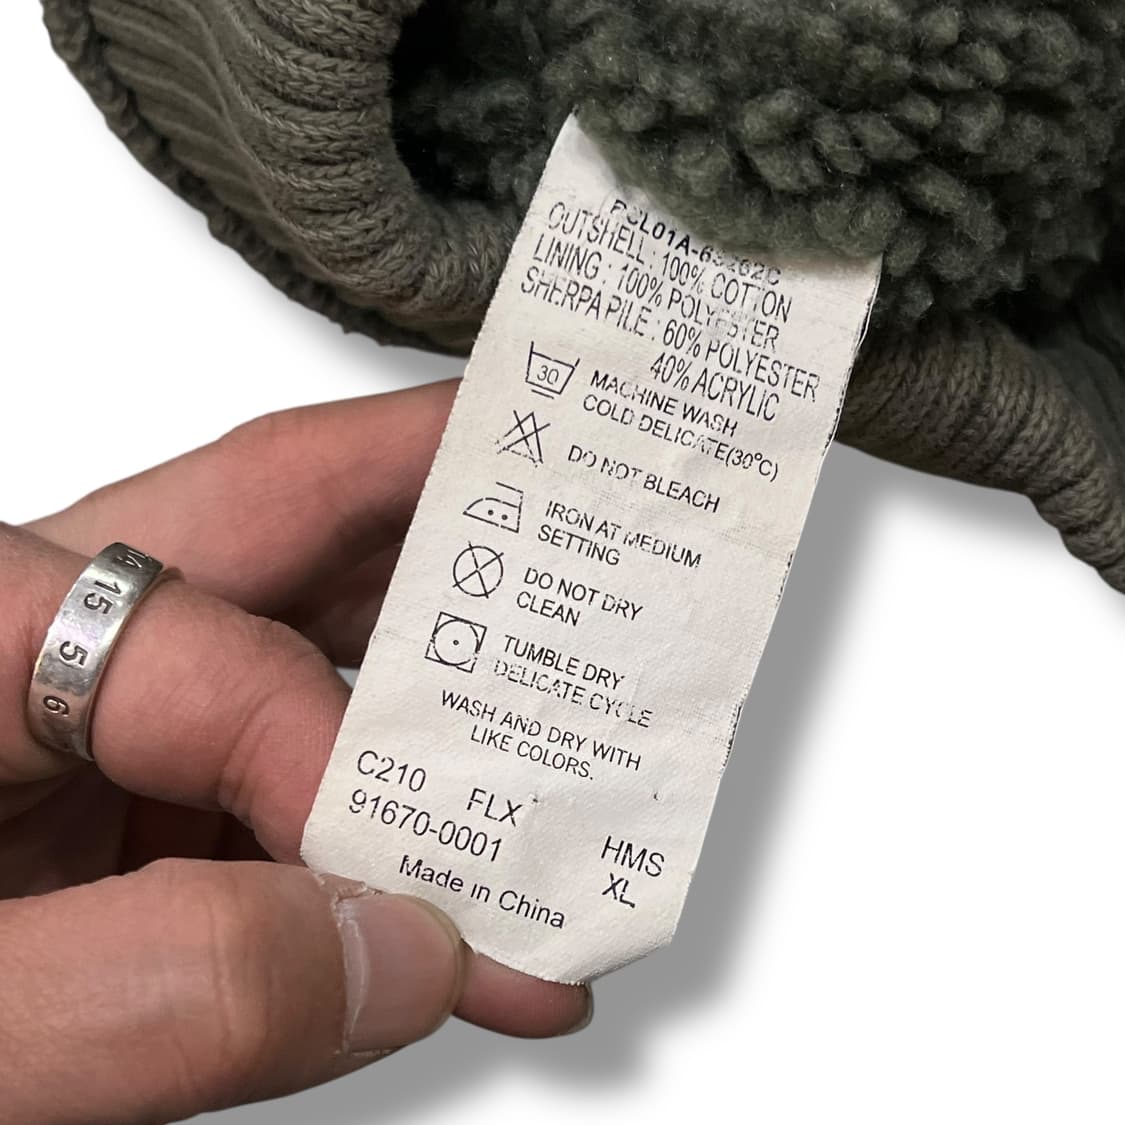 OUTSHELL : 100% COTTON
LINING : 100% POLYESTER
SHERPA PILE : 60% POLYESTER
40% ACRYLIC
30
MACHINE WASH
COLD DELICATE(30°C)
DO NOT BLEACH
IRON AT MEDIUM
SETTING
DO NOT DRY
CLEAN
TUMBLE DRY
DELICATE CYCLE
WASH AND DRY WITH
LIKE COLORS.
C210 FLX
91670-0001
HMS
XL
Made in China
14 15 5 6